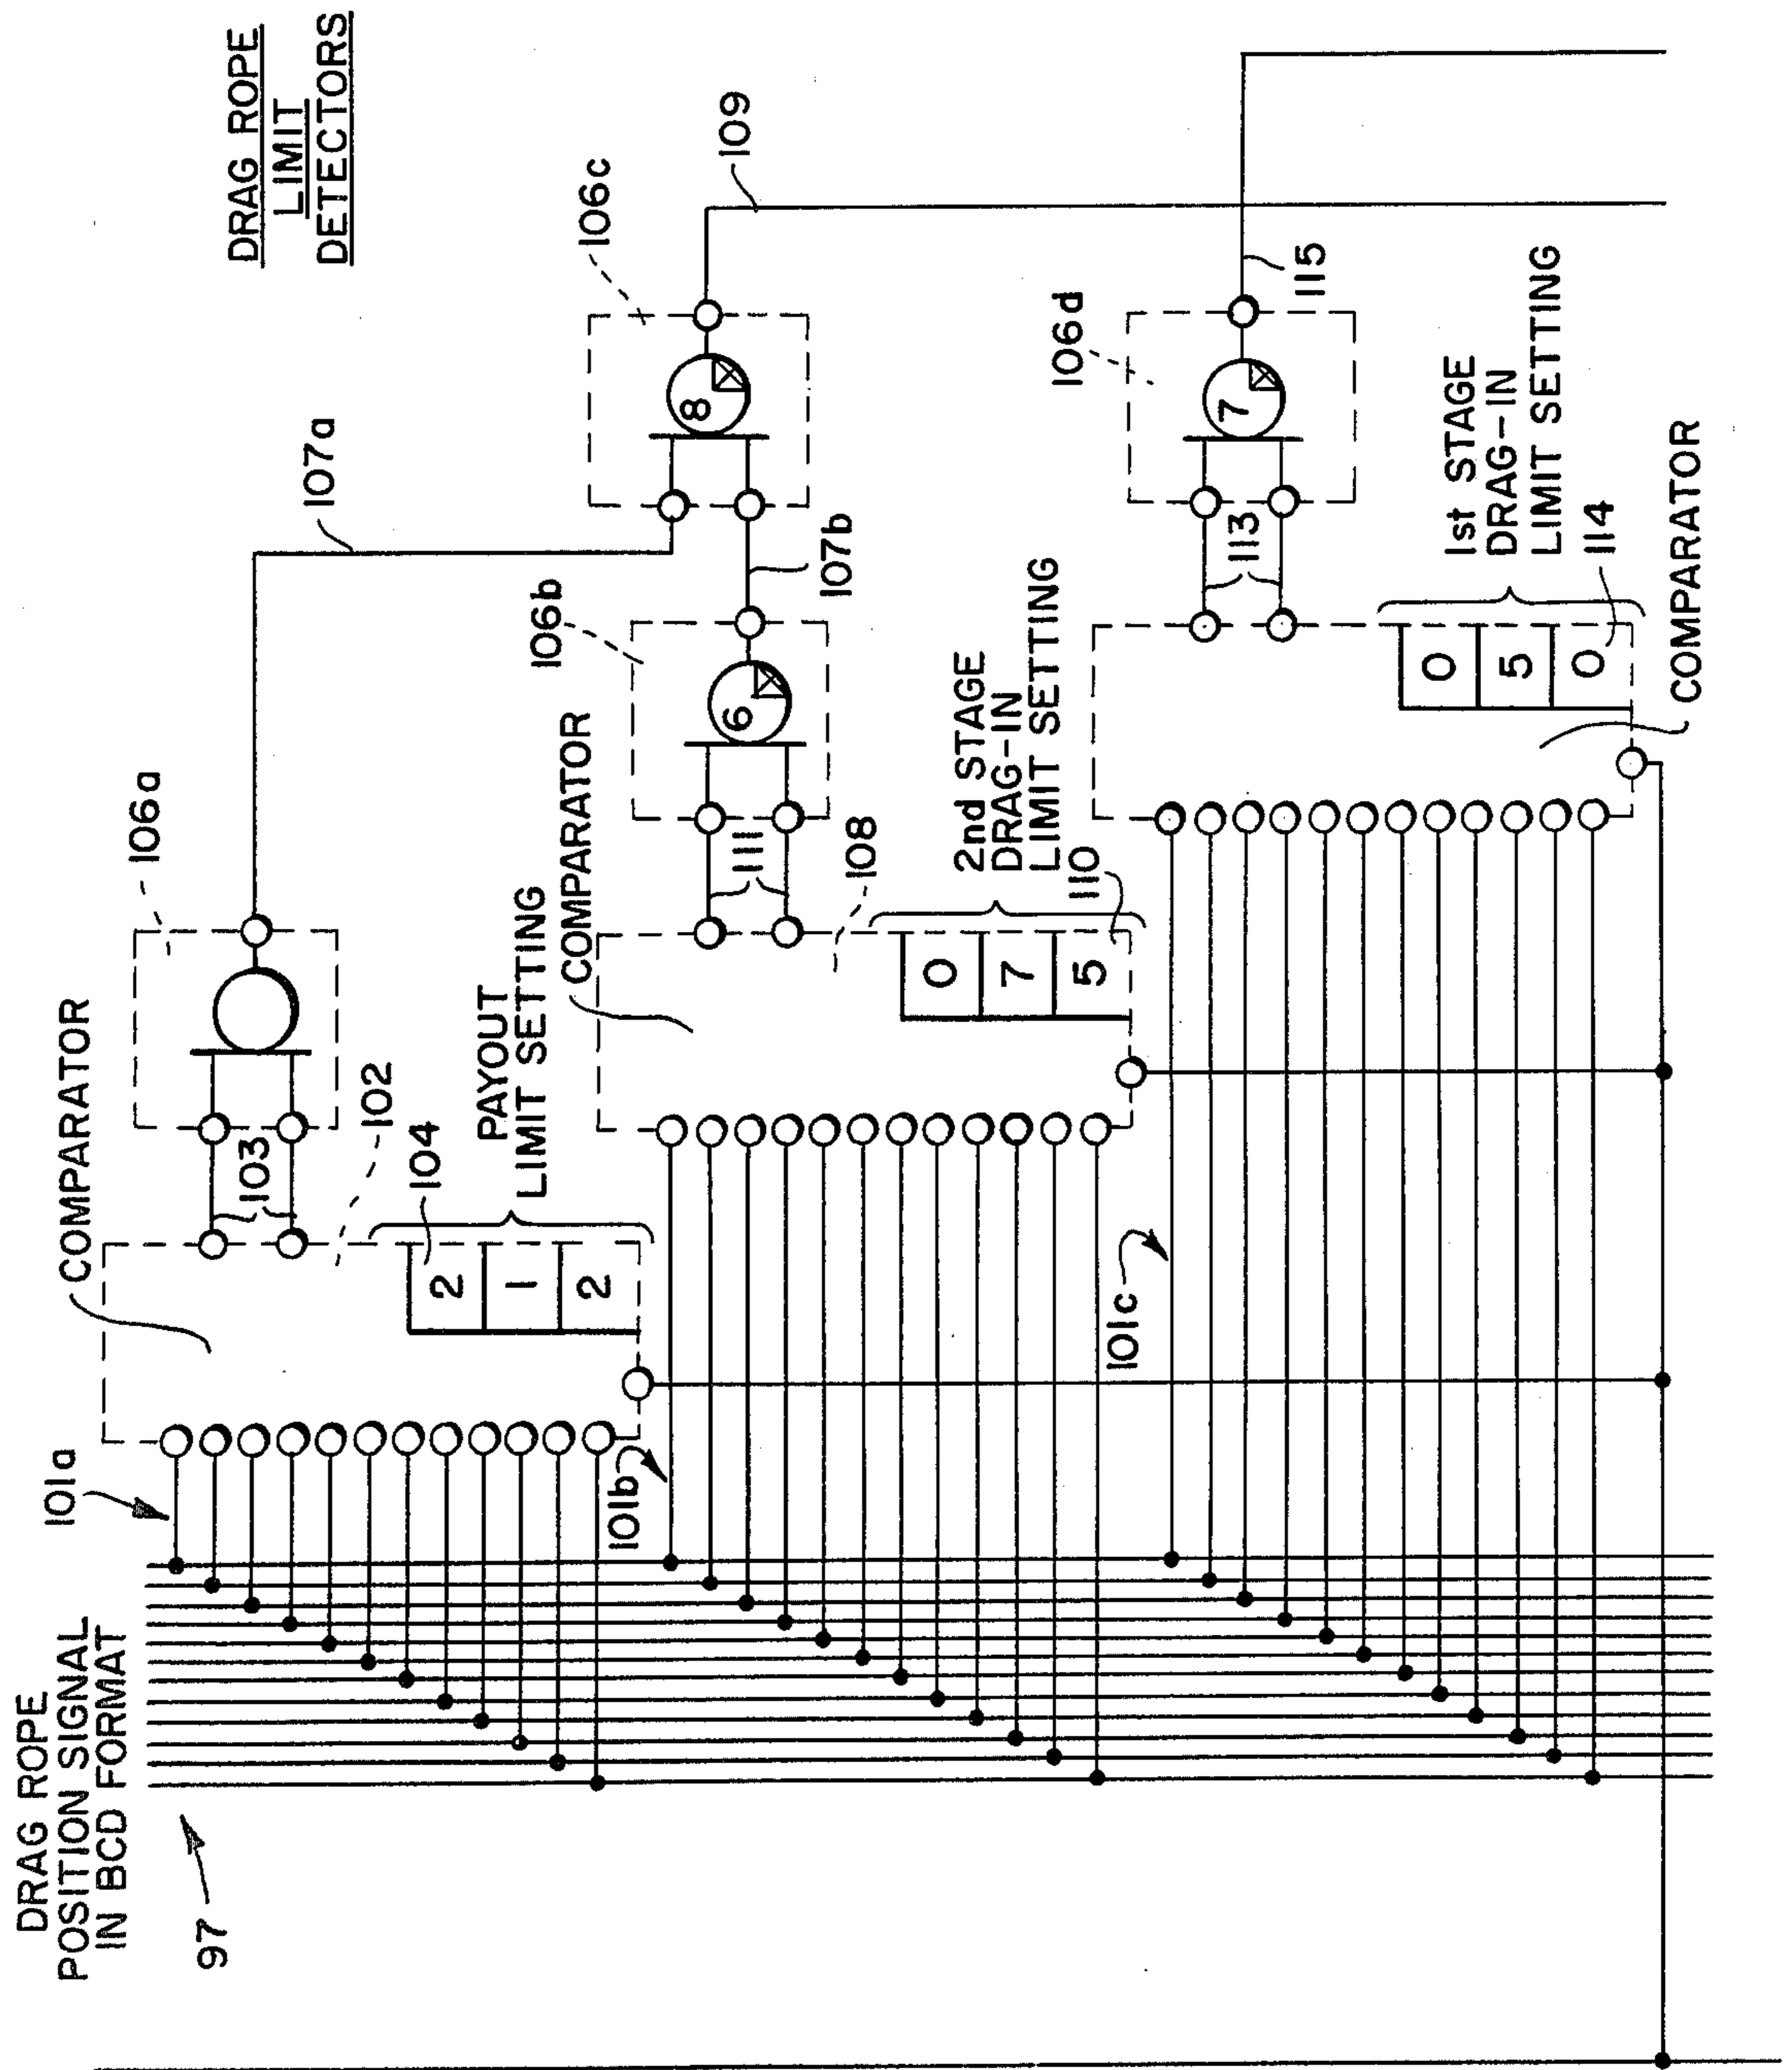 DRAG ROPE
LIMIT
DETECTORS
DRAG ROPE
POSITION SIGNAL
IN BCD FORMAT
97
101a
COMPARATOR
102
103
104
2
1
2
PAYOUT
LIMIT SETTING
106a
107a
101b
COMPARATOR
108
111
110
0
7
5
2nd STAGE
DRAG-IN
LIMIT SETTING
106b
6
107b
106c
8
109
101c
113
106d
7
115
1st STAGE
DRAG-IN
LIMIT SETTING
114
0
5
0
COMPARATOR